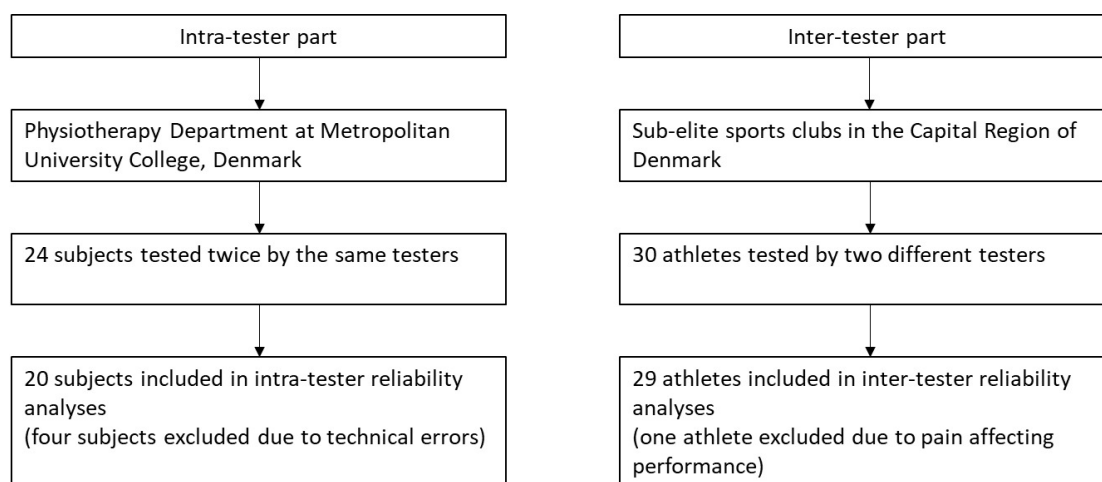 Intra-tester part
Physiotherapy Department at Metropolitan
University College, Denmark
24 subjects tested twice by the same testers
20 subjects included in intra-tester reliability
analyses
(four subjects excluded due to technical errors)
Inter-tester part
Sub-elite sports clubs in the Capital Region of
Denmark
30 athletes tested by two different testers
29 athletes included in inter-tester reliability
analyses
(one athlete excluded due to pain affecting
performance)